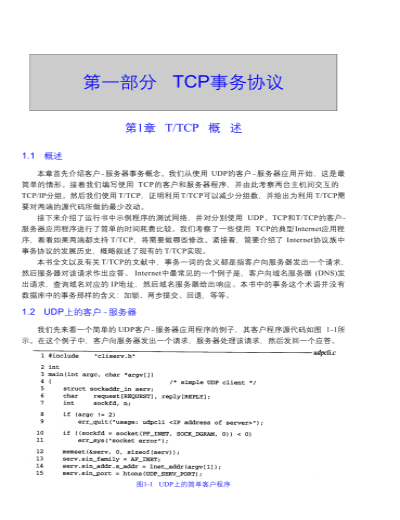 第一部分 TCP事务协议
第1章 T/TCP 概 述
1.1 概述
本章首先介绍客户-服务器事务概念。我们从使用 UDP的客户-服务器应用开始，这是最
简单的情形。接着我们编写使用 TCP的客户和服务器程序，并由此考察两台主机间交互的
TCP/IP分组。然后我们使用T/TCP，证明利用T/TCP可以减少分组数，并给出为利用 T/TCP需
要对两端的源代码所做的最少改动。
接下来介绍了运行书中示例程序的测试网络，并对分别使用 UDP、TCP和T/TCP的客户-
服务器应用程序进行了简单的时间耗费比较。我们考察了一些使用 TCP的典型Internet应用程
序，看看如果两端都支持 T/TCP，将需要做哪些修改。紧接着，简要介绍了 Internet协议族中
事务协议的发展历史，概略叙述了现有的 T/TCP实现。
本书全文以及有关T/TCP的文献中，事务一词的含义都是指客户向服务器发出一个请求，
然后服务器对该请求作出应答。 Internet中最常见的一个例子是，客户向域名服务器 (DNS)发
出请求，查询域名对应的 IP地址，然后域名服务器给出响应。本书中的事务这个术语并没有
数据库中的事务那样的含义：加锁、两步提交、回退，等等。
1.2 UDP上的客户-服务器
我们先来看一个简单的 UDP客户-服务器应用程序的例子，其客户程序源代码如图 1-1所
示。在这个例子中，客户向服务器发出一个请求，服务器处理该请求，然后发回一个应答。
udpcli.c
1 #include "cliserv.h"
2 int
3 main(int argc, char *argv[])
4 { /* simple UDP client */
5 struct sockaddr_in serv;
6 char request[REQUEST], reply[REPLY];
7 int sockfd, n;
8 if (argc != 2)
9 err_quit("usage: udpcli <IP address of server>");
10 if ((sockfd = socket(PF_INET, SOCK_DGRAM, 0)) < 0)
11 err_sys("socket error");
12 memset(&serv, 0, sizeof(serv));
13 serv.sin_family = AF_INET;
14 serv.sin_addr.s_addr = inet_addr(argv[1]);
15 serv.sin_port = htons(UDP_SERV_PORT);
图1-1 UDP上的简单客户程序